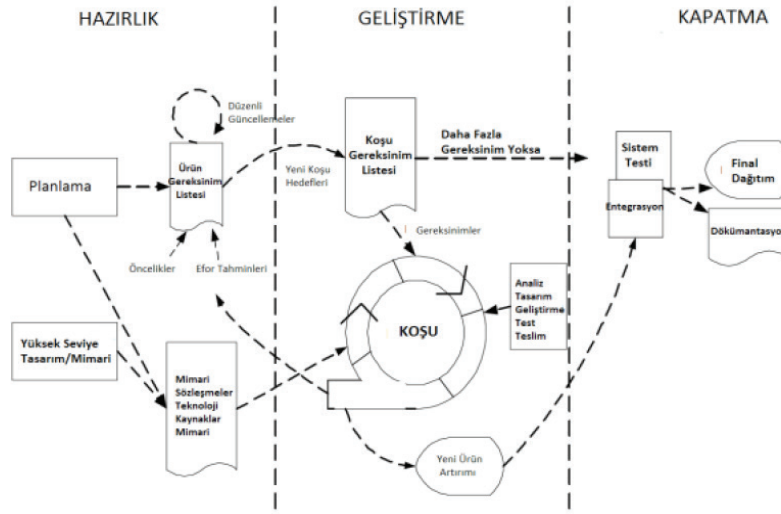 HAZIRLIK
GELİŞTİRME
KAPATMA
Düzenli
Güncellemeler
Ürün
Gereksinim
Listesi
Planlama
Yeni Koşu
Hedefleri
Koşu
Gereksinim
Listesi
Daha Fazla
Gereksinim Yoksa
Sistem
Testi
Entegrasyon
Final
Dağıtım
Dökümantasyo
Öncelikler
Efor Tahminleri
Gereksinimler
Yüksek Seviye
Tasarım/Mimari
Mimari
Sözleşmeler
Teknoloji
Kaynaklar
Mimari
KOŞU
Analiz
Tasarım
Geliştirme
Test
Teslim
Yeni Ürün
Artırımı